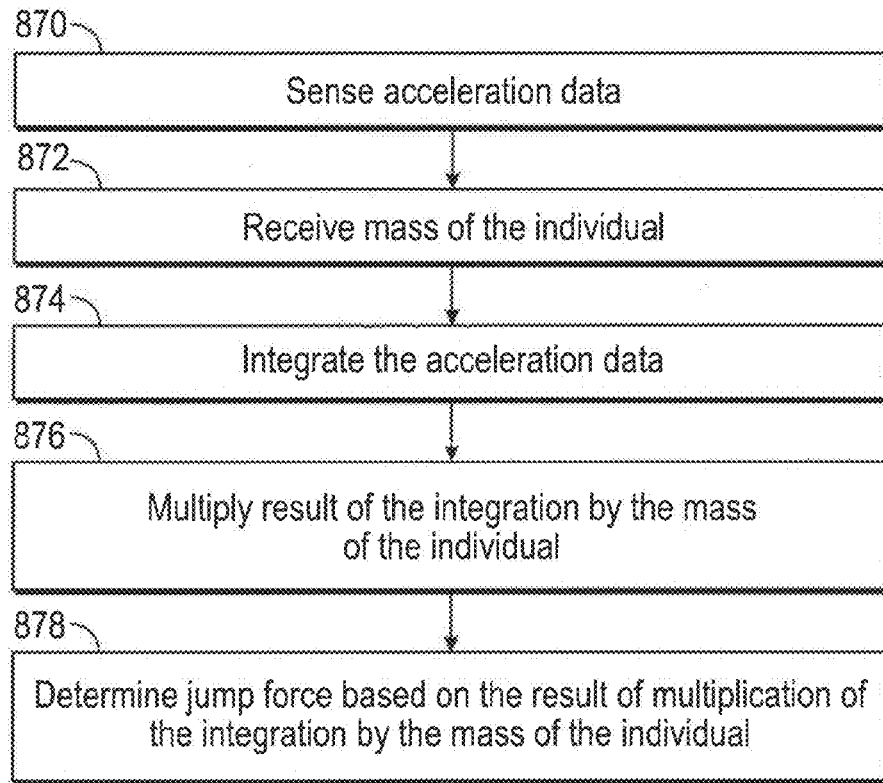 870
Sense acceleration data
872
Receive mass of the individual
874
Integrate the acceleration data
876
Multiply result of the integration by the mass
of the individual
878
Determine jump force based on the result of multiplication of
the integration by the mass of the individual